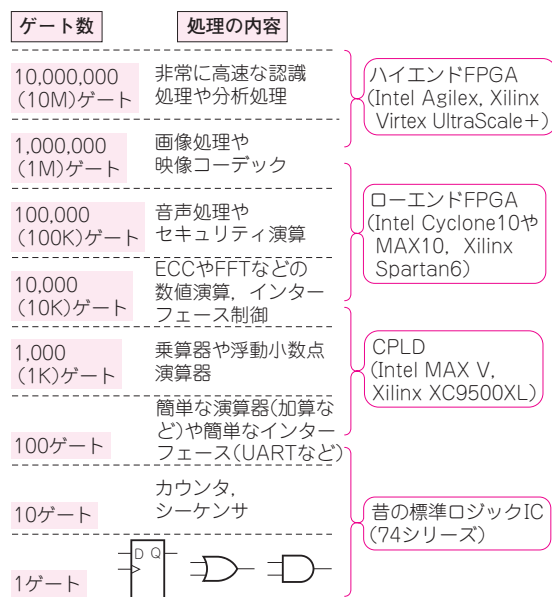 ゲート数
処理の内容
10,000,000
(10M)ゲート
非常に高速な認識
処理や分析処理
ハイエンドFPGA
(Intel Agilex, Xilinx
Virtex UltraScale+)
1,000,000
(1M)ゲート
画像処理や
映像コーデック
100,000
(100K)ゲート
音声処理や
セキュリティ演算
ローエンドFPGA
(Intel Cyclone10や
MAX10, Xilinx
Spartan6)
10,000
(10K)ゲート
ECCやFFTなどの
数値演算，インター
フェース制御
1,000
(1K)ゲート
乗算器や浮動小数点
演算器
CPLD
(Intel MAX V,
Xilinx XC9500XL)
100ゲート
簡単な演算器(加算な
ど)や簡単なインター
フェース(UARTなど)
10ゲート
カウンタ，
シーケンサ
昔の標準ロジックIC
(74シリーズ)
1ゲート
D Q